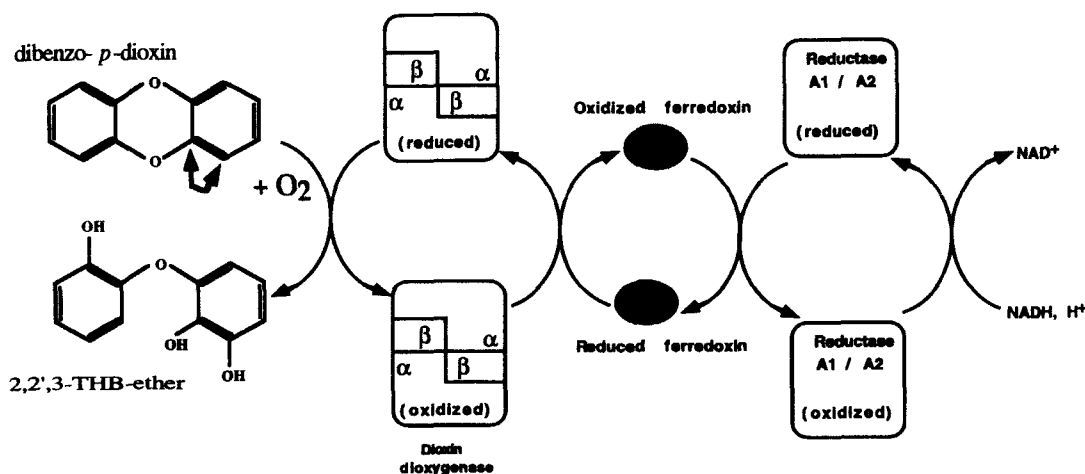 dibenzo- p-dioxin
O
O
+ O2
OH
O
OH
OH
2,2',3-THB-ether
β α
α β
(reduced)
β α
α β
(oxidized)
Dioxin
dioxygenase
Oxidized ferredoxin
Reduced ferredoxin
Reductase
A1 / A2
(reduced)
Reductase
A1 / A2
(oxidized)
NAD+
NADH, H+